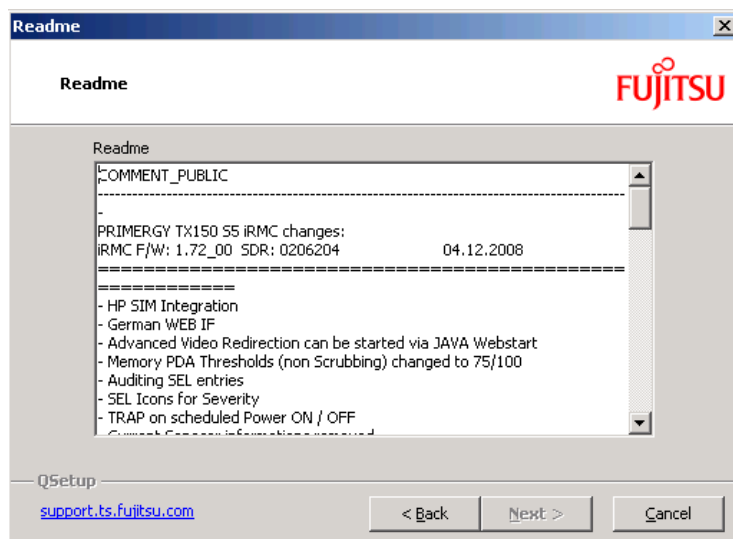 Readme
Readme
FUJITSU
Readme
COMMENT_PUBLIC
--------------------------------------------------------------------------------------------
-
PRIMERGY TX150 S5 iRMC changes:
iRMC F/W: 1.72_00 SDR: 0206204 04.12.2008
==============================================
============
- HP SIM Integration
- German WEB IF
- Advanced Video Redirection can be started via JAVA Webstart
- Memory PDA Thresholds (non Scrubbing) changed to 75/100
- Auditing SEL entries
- SEL Icons for Severity
- TRAP on scheduled Power ON / OFF
QSetup
support.ts.fujitsu.com
< Back
Next >
Cancel